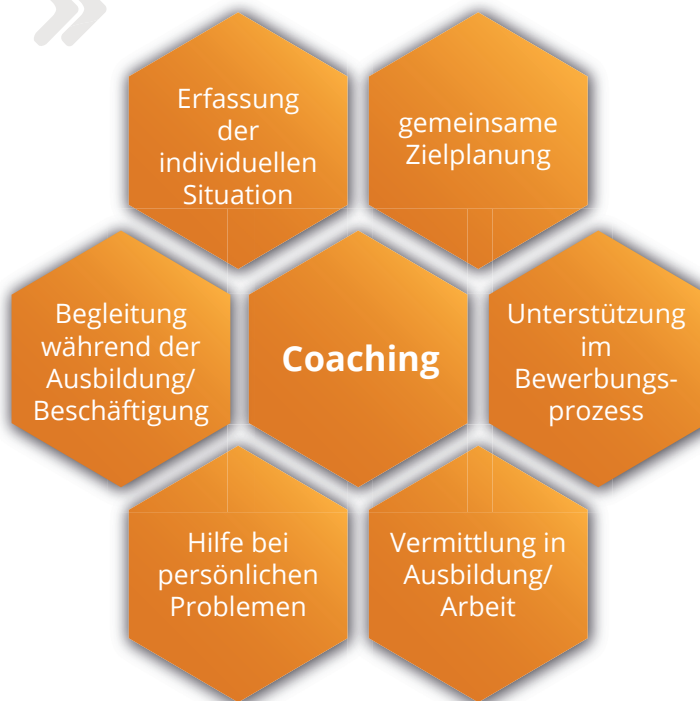 Erfassung
der
individuellen
Situation
gemeinsame
Zielplanung
Begleitung
während der
Ausbildung/
Beschäftigung
Coaching
Unterstützung
im
Bewerbungs-
prozess
Hilfe bei
persönlichen
Problemen
Vermittlung in
Ausbildung/
Arbeit